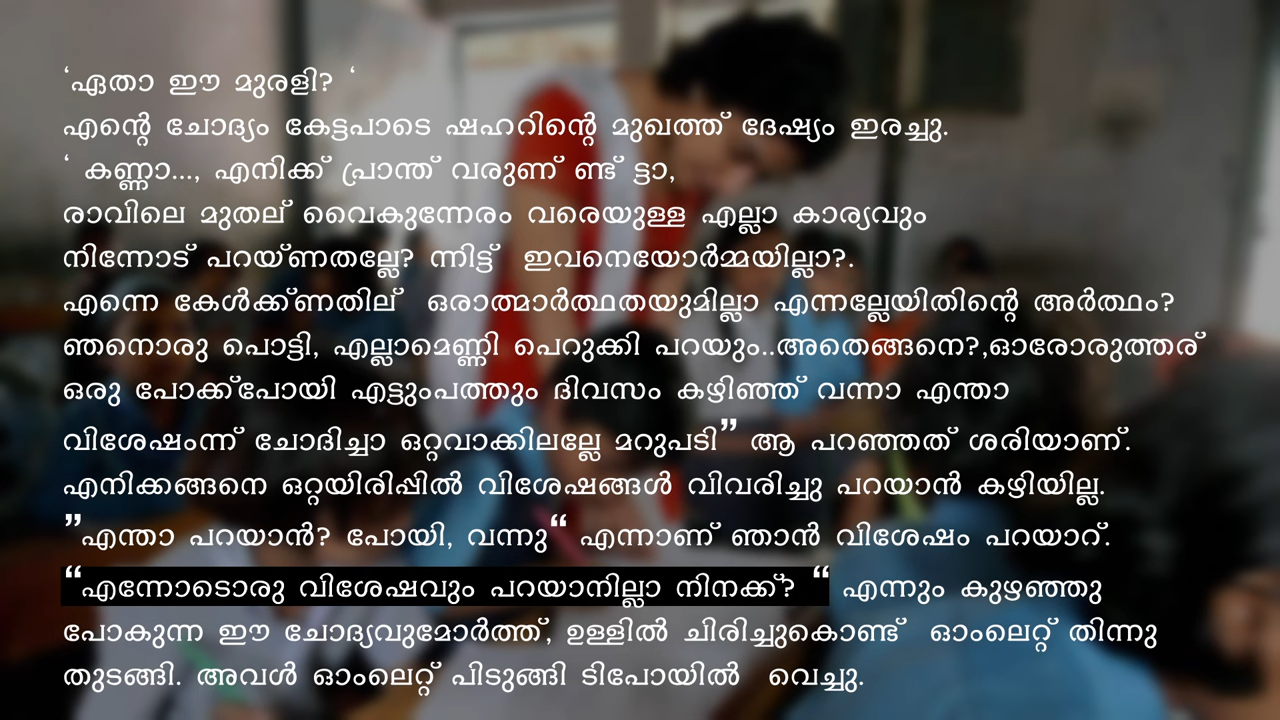 ‘ഏതാ ഈ മുരളി? ‘
എന്റെ ചോദ്യം കേട്ടപാടെ ഷഹറിന്റെ മുഖത്ത് ദേഷ്യം ഇരച്ചു.
‘ കണ്ണാ..., എനിക്ക് പ്രാന്ത് വരുണ് ണ്ട് ട്ടാ,
രാവിലെ മുതല് വൈകുന്നേരം വരെയുള്ള എല്ലാ കാര്യവും
നിന്നോട് പറയ്ണതല്ലേ? ന്നിട്ട് ഇവനെയോർമ്മയില്ലാ?.
എന്നെ കേൾക്ക്ണതില് ഒരാത്മാർത്ഥതയുമില്ലാ എന്നല്ലേയിതിന്റെ അർത്ഥം?
ഞനൊരു പൊട്ടി, എല്ലാമെണ്ണി പെറുക്കി പറയും..അതെങ്ങനെ?,ഓരോരുത്തര്
ഒരു പോക്ക്പോയി എട്ടുംപത്തും ദിവസം കഴിഞ്ഞ് വന്നാ എന്താ
വിശേഷംന്ന് ചോദിച്ചാ ഒറ്റവാക്കിലല്ലേ മറുപടി” ആ പറഞ്ഞത് ശരിയാണ്.
എനിക്കങ്ങനെ ഒറ്റയിരിപ്പിൽ വിശേഷങ്ങൾ വിവരിച്ചു പറയാൻ കഴിയില്ല.
”എന്താ പറയാൻ? പോയി, വന്നു“ എന്നാണ് ഞാൻ വിശേഷം പറയാറ്.
“എന്നോടൊരു വിശേഷവും പറയാനില്ലാ നിനക്ക്? “ എന്നും കുഴഞ്ഞു
പോകുന്ന ഈ ചോദ്യവുമോർത്ത്, ഉള്ളിൽ ചിരിച്ചുകൊണ്ട് ഓംലെറ്റ് തിന്നു
തുടങ്ങി. അവൾ ഓംലെറ്റ് പിടുങ്ങി ടിപോയിൽ വെച്ചു.